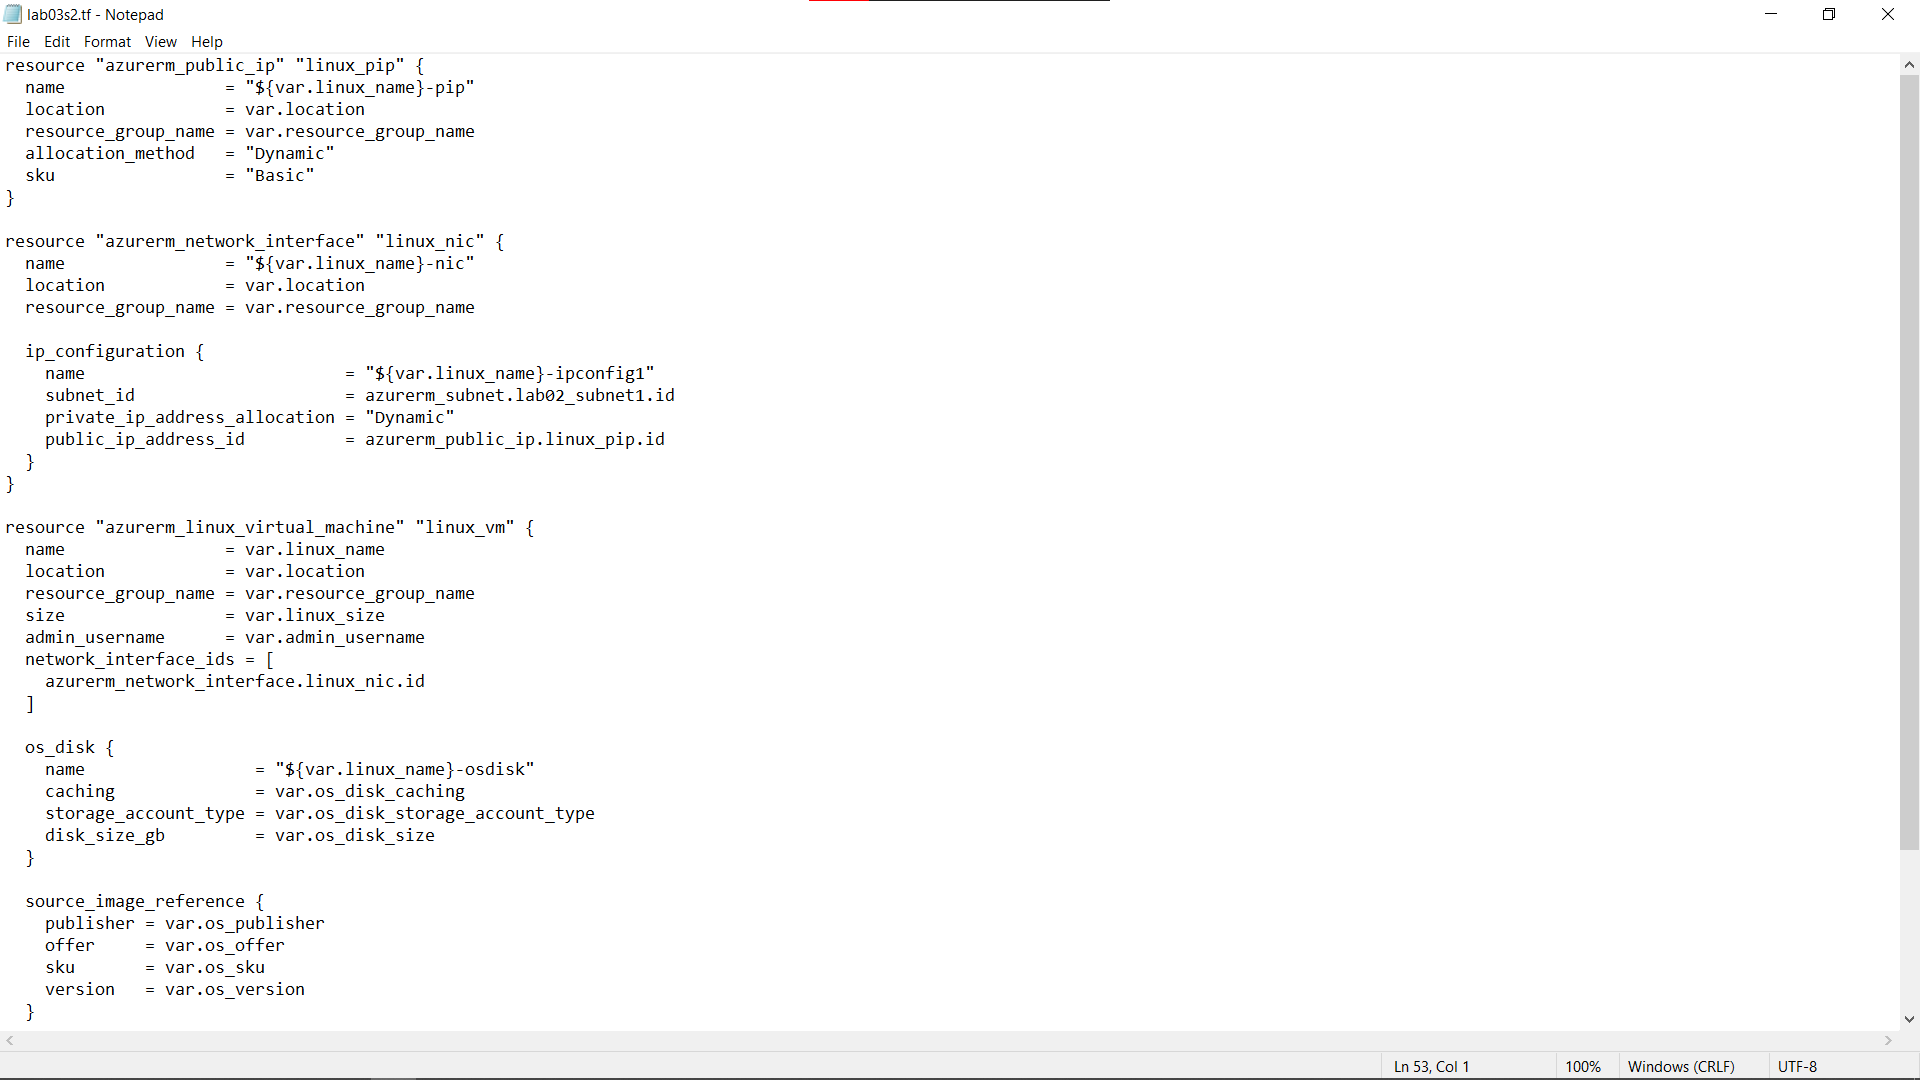 lab03s2.tf - Notepad
File Edit Format View Help
resource "azurerm_public_ip" "linux_pip" {
  name                = "${var.linux_name}-pip"
  location            = var.location
  resource_group_name = var.resource_group_name
  allocation_method   = "Dynamic"
  sku                 = "Basic"
}
resource "azurerm_network_interface" "linux_nic" {
  name                = "${var.linux_name}-nic"
  location            = var.location
  resource_group_name = var.resource_group_name
  ip_configuration {
    name                          = "${var.linux_name}-ipconfig1"
    subnet_id                     = azurerm_subnet.lab02_subnet1.id
    private_ip_address_allocation = "Dynamic"
    public_ip_address_id          = azurerm_public_ip.linux_pip.id
  }
}
resource "azurerm_linux_virtual_machine" "linux_vm" {
  name                = var.linux_name
  location            = var.location
  resource_group_name = var.resource_group_name
  size                = var.linux_size
  admin_username      = var.admin_username
  network_interface_ids = [
    azurerm_network_interface.linux_nic.id
  ]
  os_disk {
    name                 = "${var.linux_name}-osdisk"
    caching              = var.os_disk_caching
    storage_account_type = var.os_disk_storage_account_type
    disk_size_gb         = var.os_disk_size
  }
  source_image_reference {
    publisher = var.os_publisher
    offer     = var.os_offer
    sku       = var.os_sku
    version   = var.os_version
  }
Ln 53, Col 1 100% Windows (CRLF) UTF-8